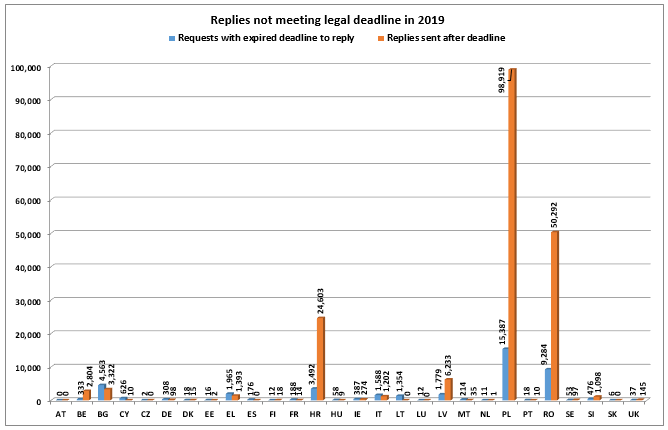 Replies not meeting legal deadline in 2019
Requests with expired deadline to reply Replies sent after deadline
100,000
90,000
80,000
70,000
60,000
50,000
40,000
30,000
20,000
10,000
0
0 0 333 2,804 4,563 3,322 626 10 2 0 308 98 18 15 16 2 1,965 1,393 176 0 12 18 188 14 3,492 24,603 58 9 387 274 1,588 1,202 1,354 0 12 0 1,779 6,233 214 35 11 1 15,387 98,919 18 10 9,284 50,292 53 97 476 1,098 6 0 37 145
AT BE BG CY CZ DE DK EE EL ES FI FR HR HU IE IT LT LU LV MT NL PL PT RO SE SI SK UK